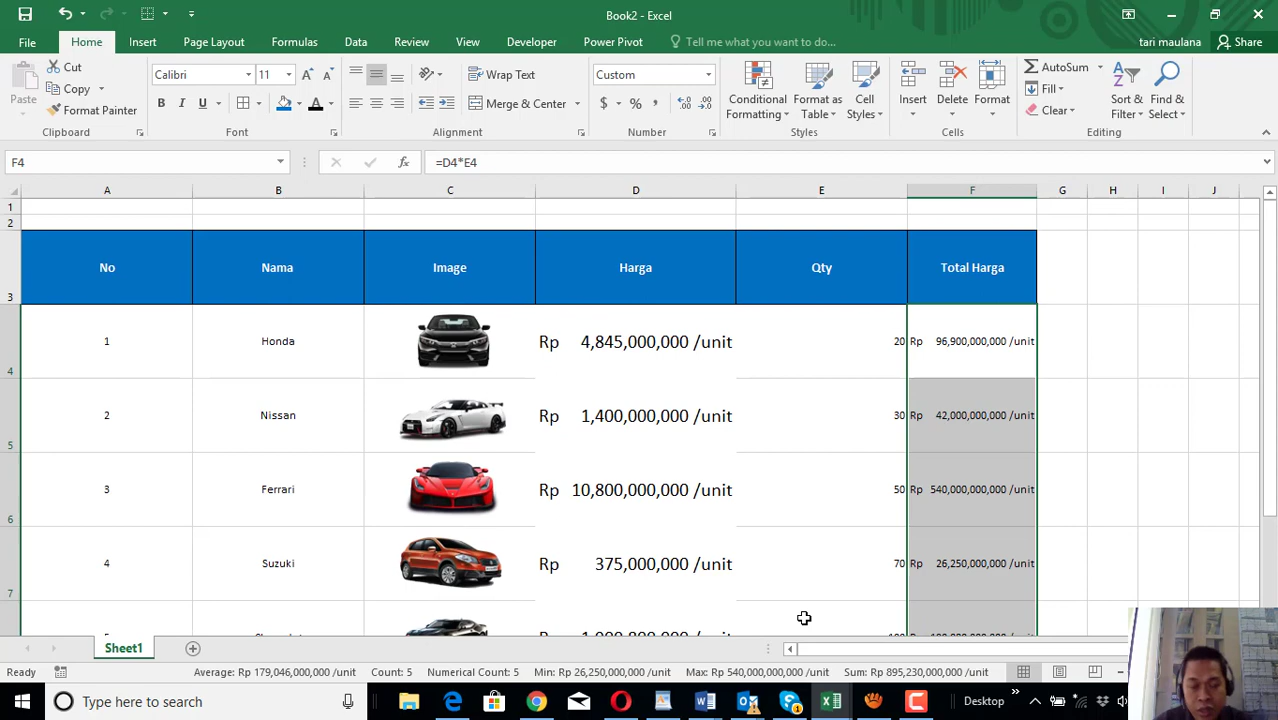 Book2 - Excel
File Home Insert Page Layout Formulas Data Review View Developer Power Pivot Tell me what you want to do... tari maulana Share
Paste
Cut
Copy
Format Painter
Clipboard
Calibri 11
B I U
Font
Wrap Text
Merge & Center
Alignment
Custom
$ % ,
Number
Conditional Formatting
Format as Table
Cell Styles
Styles
Insert Delete Format
Cells
AutoSum
Fill
Clear
Sort & Filter
Find & Select
Editing
F4 fx =D4*E4
A B C D E F G H I J
1
2
3 No Nama Image Harga Qty Total Harga
4 1 Honda Rp 4,845,000,000 /unit 20 Rp 96,900,000,000 /unit
5 2 Nissan Rp 1,400,000,000 /unit 30 Rp 42,000,000,000 /unit
6 3 Ferrari Rp 10,800,000,000 /unit 50 Rp 540,000,000,000 /unit
7 4 Suzuki Rp 375,000,000 /unit 70 Rp 26,250,000,000 /unit
Sheet1
Ready Average: Rp 179,046,000,000 /unit Count: 5 Numerical Count: 5 Min: Rp 26,250,000,000 /unit Max: Rp 540,000,000,000 /unit Sum: Rp 895,230,000,000 /unit
Type here to search Desktop